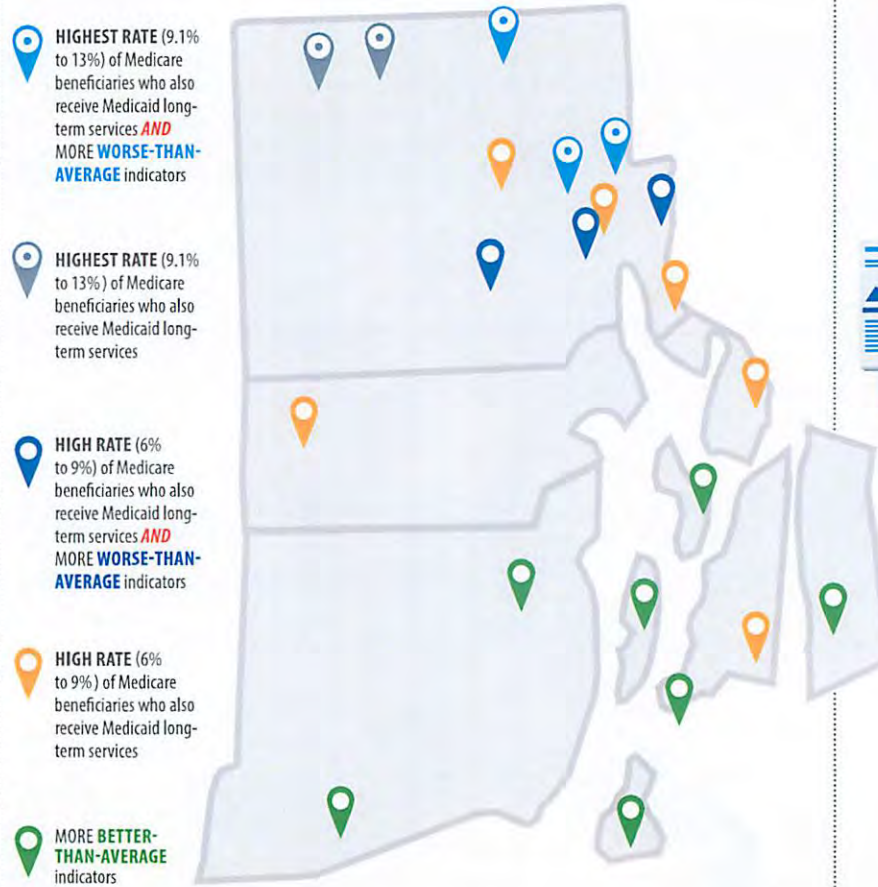 HIGHEST RATE (9.1%
to 13%) of Medicare
beneficiaries who also
receive Medicaid long-
term services AND
MORE WORSE-THAN-
AVERAGE indicators
HIGHEST RATE (9.1%
to 13%) of Medicare
beneficiaries who also
receive Medicaid long-
term services
HIGH RATE (6%
to 9%) of Medicare
beneficiaries who also
receive Medicaid long-
term services AND
MORE WORSE-THAN-
AVERAGE indicators
HIGH RATE (6%
to 9%) of Medicare
beneficiaries who also
receive Medicaid long-
term services
MORE BETTER-
THAN-AVERAGE
indicators